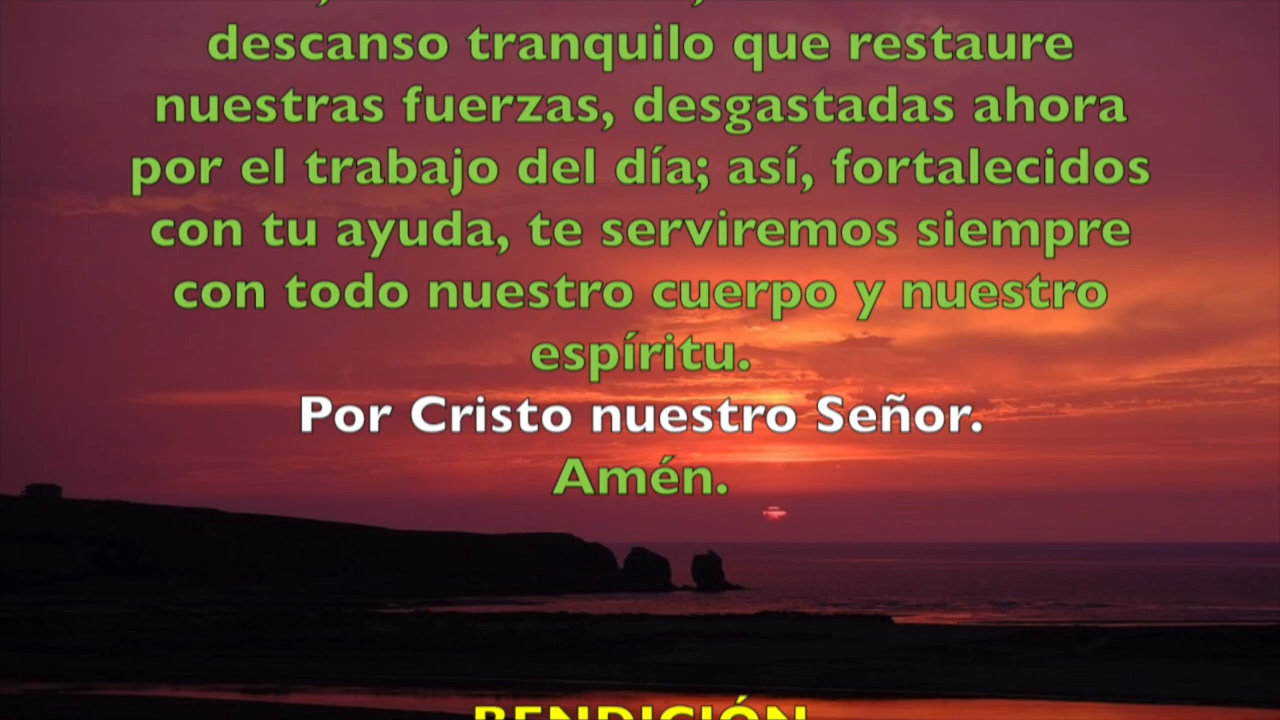 descanso tranquilo que restaure
nuestras fuerzas, desgastadas ahora
por el trabajo del día; así, fortalecidos
con tu ayuda, te serviremos siempre
con todo nuestro cuerpo y nuestro
espíritu.
Por Cristo nuestro Señor.
Amén.
BENDICIÓN